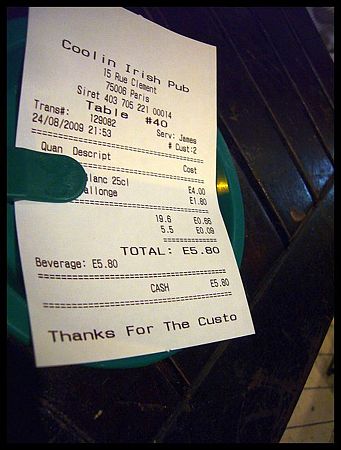 Coolin Irish Pub
15 Rue Clement
75006 Paris
Siret 403 705 221 00014
Table #40
Trans#: 129082 Serv: James
24/08/2009 21:53 # Cust:2
Quan Descript Cost
lanc 25cl £4.00
allonge £1.80
19.6 £0.66
5.5 £0.09
TOTAL: £5.80
Beverage: £5.80
CASH £5.80
Thanks For The Custo